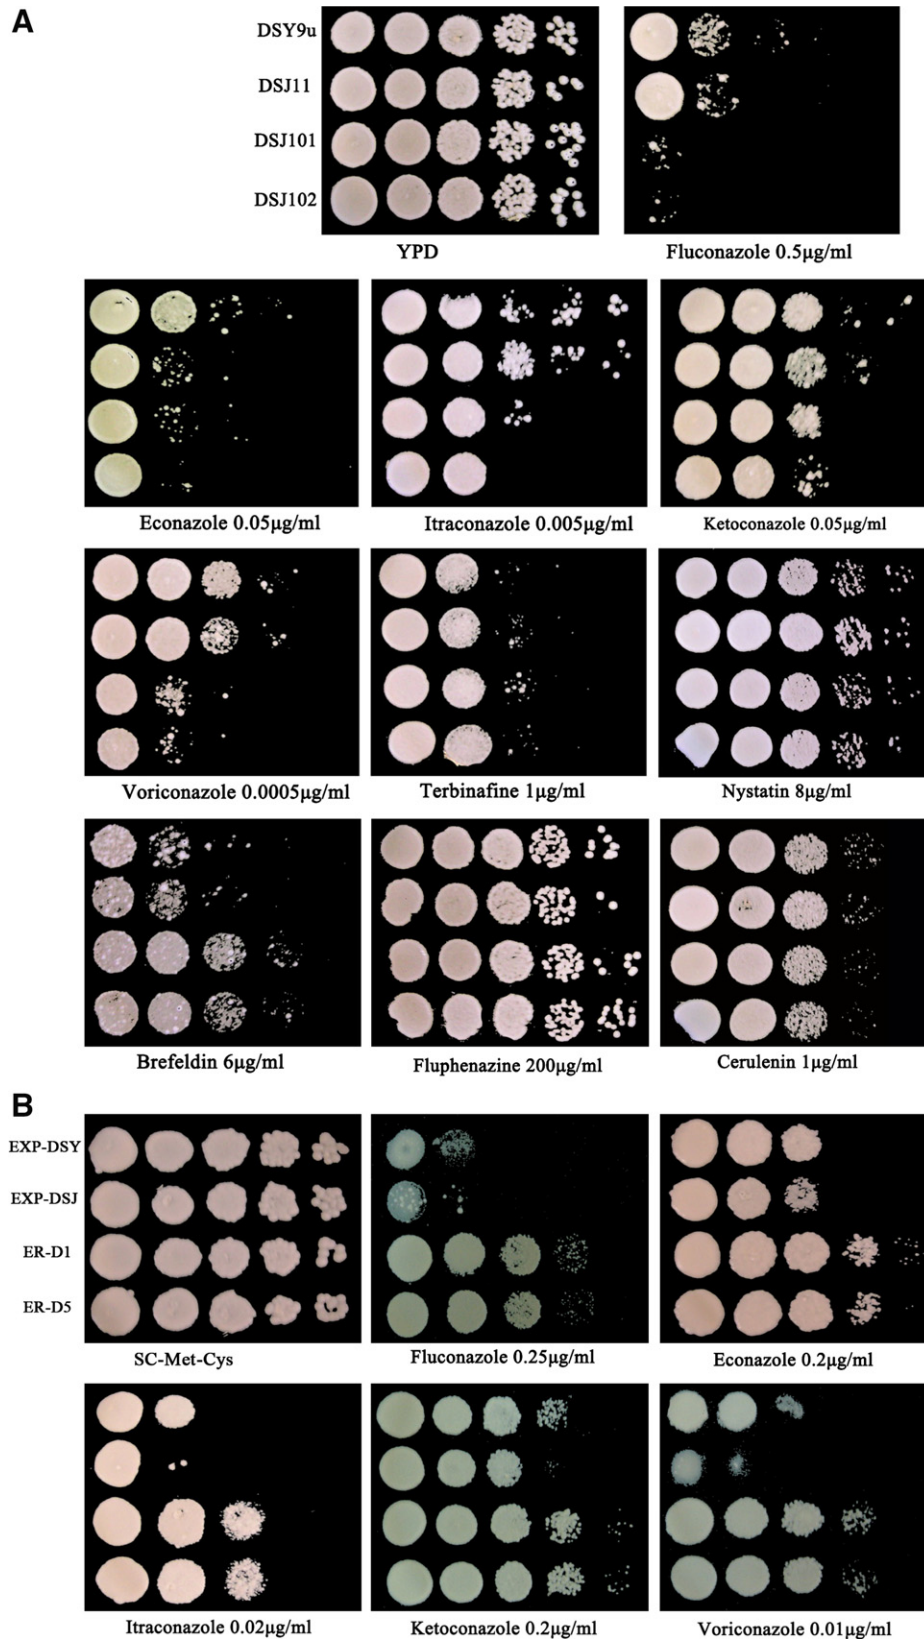 A
DSY9u
DSJ11
DSJ101
DSJ102
YPD
Fluconazole 0.5µg/ml
Econazole 0.05µg/ml
Itraconazole 0.005µg/ml
Ketoconazole 0.05µg/ml
Voriconazole 0.0005µg/ml
Terbinafine 1µg/ml
Nystatin 8µg/ml
Brefeldin 6µg/ml
Fluphenazine 200µg/ml
Cerulenin 1µg/ml
B
EXP-DSY
EXP-DSJ
ER-D1
ER-D5
SC-Met-Cys
Fluconazole 0.25µg/ml
Econazole 0.2µg/ml
Itraconazole 0.02µg/ml
Ketoconazole 0.2µg/ml
Voriconazole 0.01µg/ml